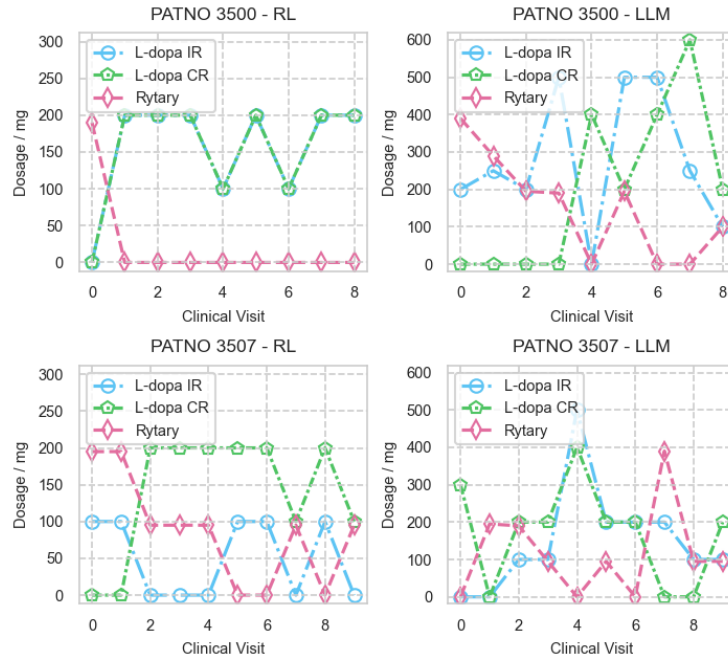 PATNO 3500 - RL
300
250
200
150
100
50
0
Dosage / mg
L-dopa IR
L-dopa CR
Rytary
0 2 4 6 8
Clinical Visit
PATNO 3500 - LLM
600
500
400
300
200
100
0
Dosage / mg
L-dopa IR
L-dopa CR
Rytary
0 2 4 6 8
Clinical Visit
PATNO 3507 - RL
300
250
200
150
100
50
0
Dosage / mg
L-dopa IR
L-dopa CR
Rytary
0 2 4 6 8
Clinical Visit
PATNO 3507 - LLM
600
500
400
300
200
100
0
Dosage / mg
L-dopa IR
L-dopa CR
Rytary
0 2 4 6 8
Clinical Visit